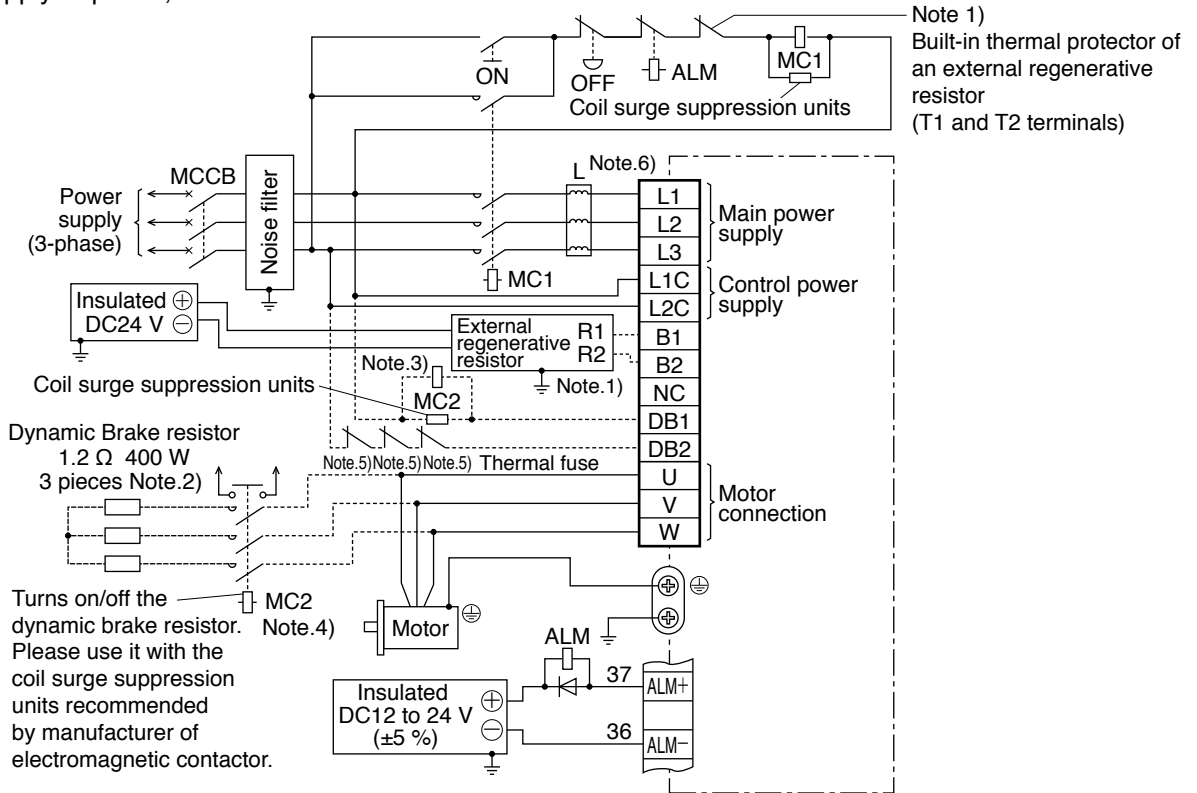 Note 1)
Built-in thermal protector of
an external regenerative
resistor
(T1 and T2 terminals)
ON
OFF
ALM
MC1
Coil surge suppression units
MCCB
Noise filter
L
Note.6)
Power
supply
(3-phase)
MC1
L1
L2
L3
Main power
supply
L1C
L2C
Control power
supply
Insulated ⊕
DC24 V ⊖
External
regenerative
resistor
R1
R2
Note.1)
B1
B2
NC
DB1
DB2
Note.3)
MC2
Coil surge suppression units
Note.5) Note.5) Note.5) Thermal fuse
Dynamic Brake resistor
1.2 Ω 400 W
3 pieces Note.2)
U
V
W
Motor
connection
MC2
Note.4)
Turns on/off the
dynamic brake resistor.
Please use it with the
coil surge suppression
units recommended
by manufacturer of
electromagnetic contactor.
Motor
ALM
Insulated
DC12 to 24 V
(±5 %)
⊕
⊖
37
ALM+
36
ALM−